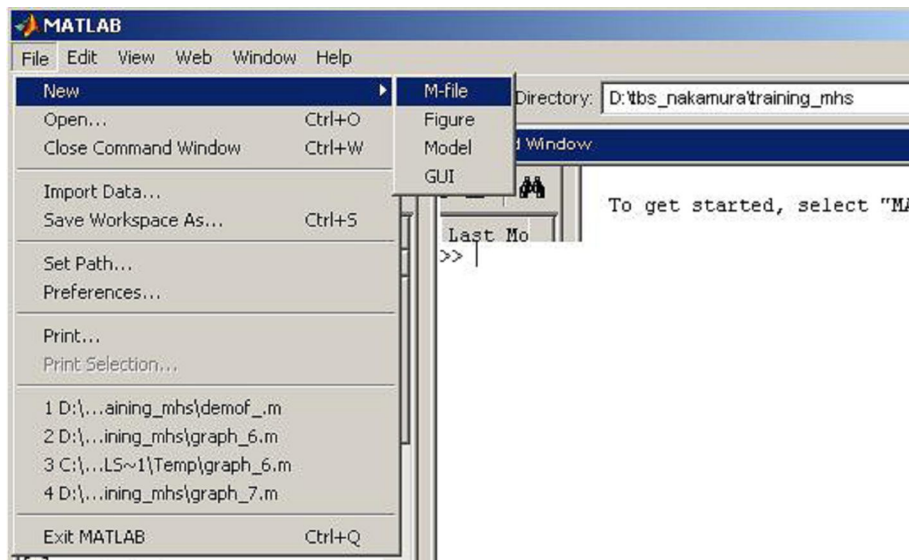 MATLAB
File Edit View Web Window Help
New
Open... Ctrl+O
Close Command Window Ctrl+W
Import Data...
Save Workspace As... Ctrl+S
Set Path...
Preferences...
Print...
Print Selection...
1 D:\...aining_mhs\demof_.m
2 D:\...ining_mhs\graph_6.m
3 C:\...LS~1\Temp\graph_6.m
4 D:\...ining_mhs\graph_7.m
Exit MATLAB Ctrl+Q
M-file
Figure
Model
GUI
Directory: D:\tbs_nakamura\training_mhs
Window
To get started, select "MA
Last Mo
>>